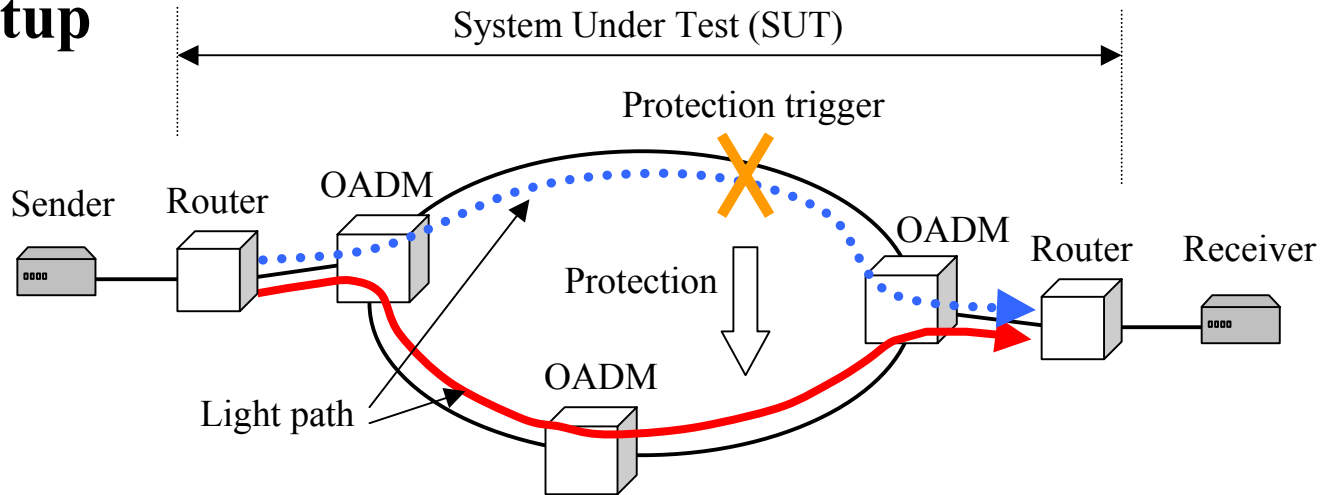 tup
System Under Test (SUT)
Protection trigger
OADM
Sender
Router
OADM
Router
Receiver
Protection
OADM
Light path